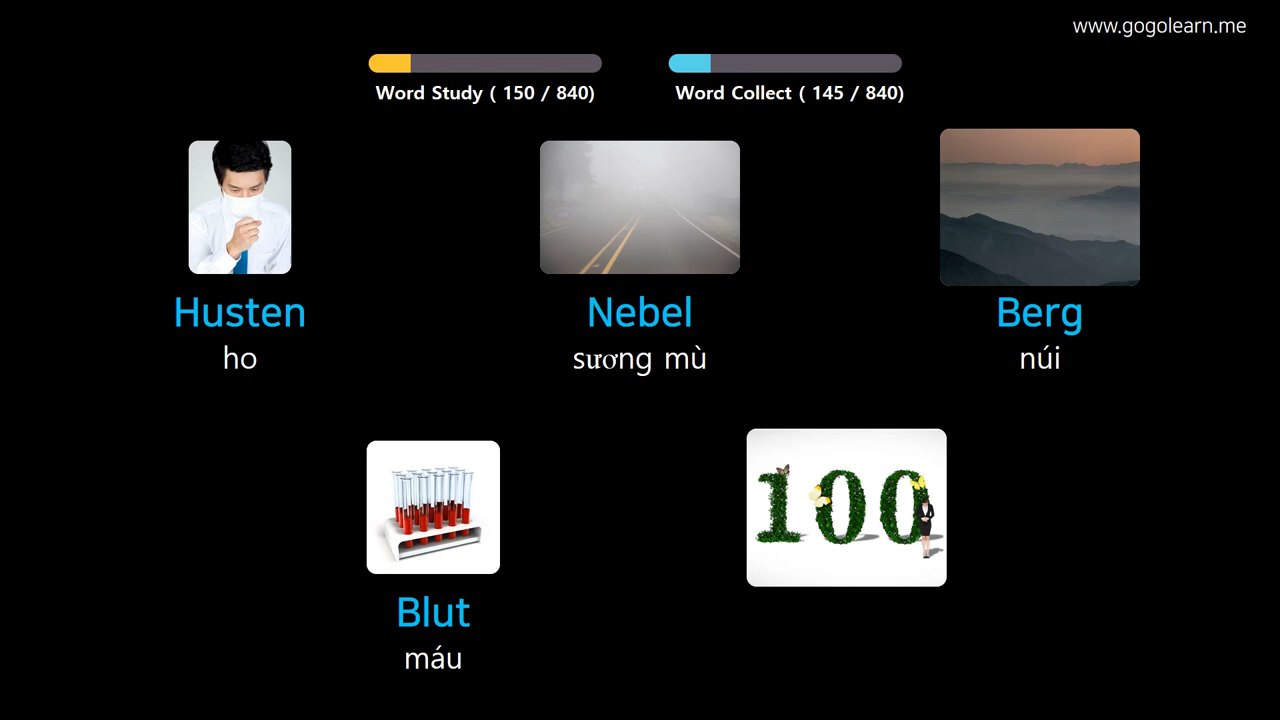 www.gogolearn.me
Word Study ( 150 / 840)
Word Collect ( 145 / 840)
Husten
ho
Nebel
sương mù
Berg
núi
100
Blut
máu